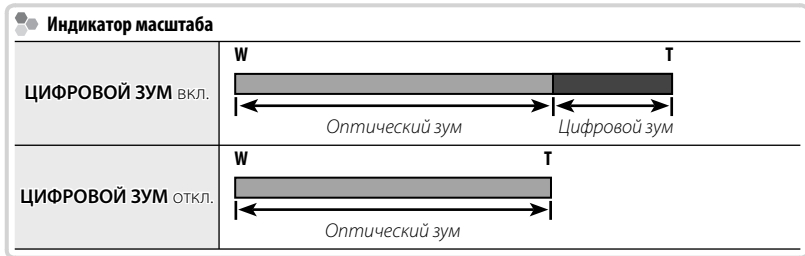 Индикатор масштаба
W T
ЦИФРОВОЙ ЗУМ ВКЛ.
Оптический зум Цифровой зум
W T
ЦИФРОВОЙ ЗУМ ОТКЛ.
Оптический зум